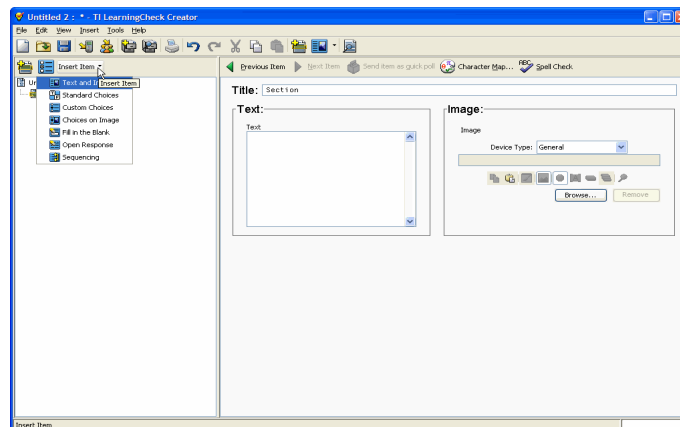 Untitled 2 : * - TI LearningCheck Creator
File Edit View Insert Tools Help
Insert Item
Previous Item Next Item Send item as quick poll Character Map... ABC Spell Check
Un
Text and I
Insert Item
Standard Choices
Custom Choices
Choices on Image
Fill in the Blank
Open Response
Sequencing
Title: Section
Text:
Text
Image:
Image
Device Type: General
Browse... Remove
Insert Item